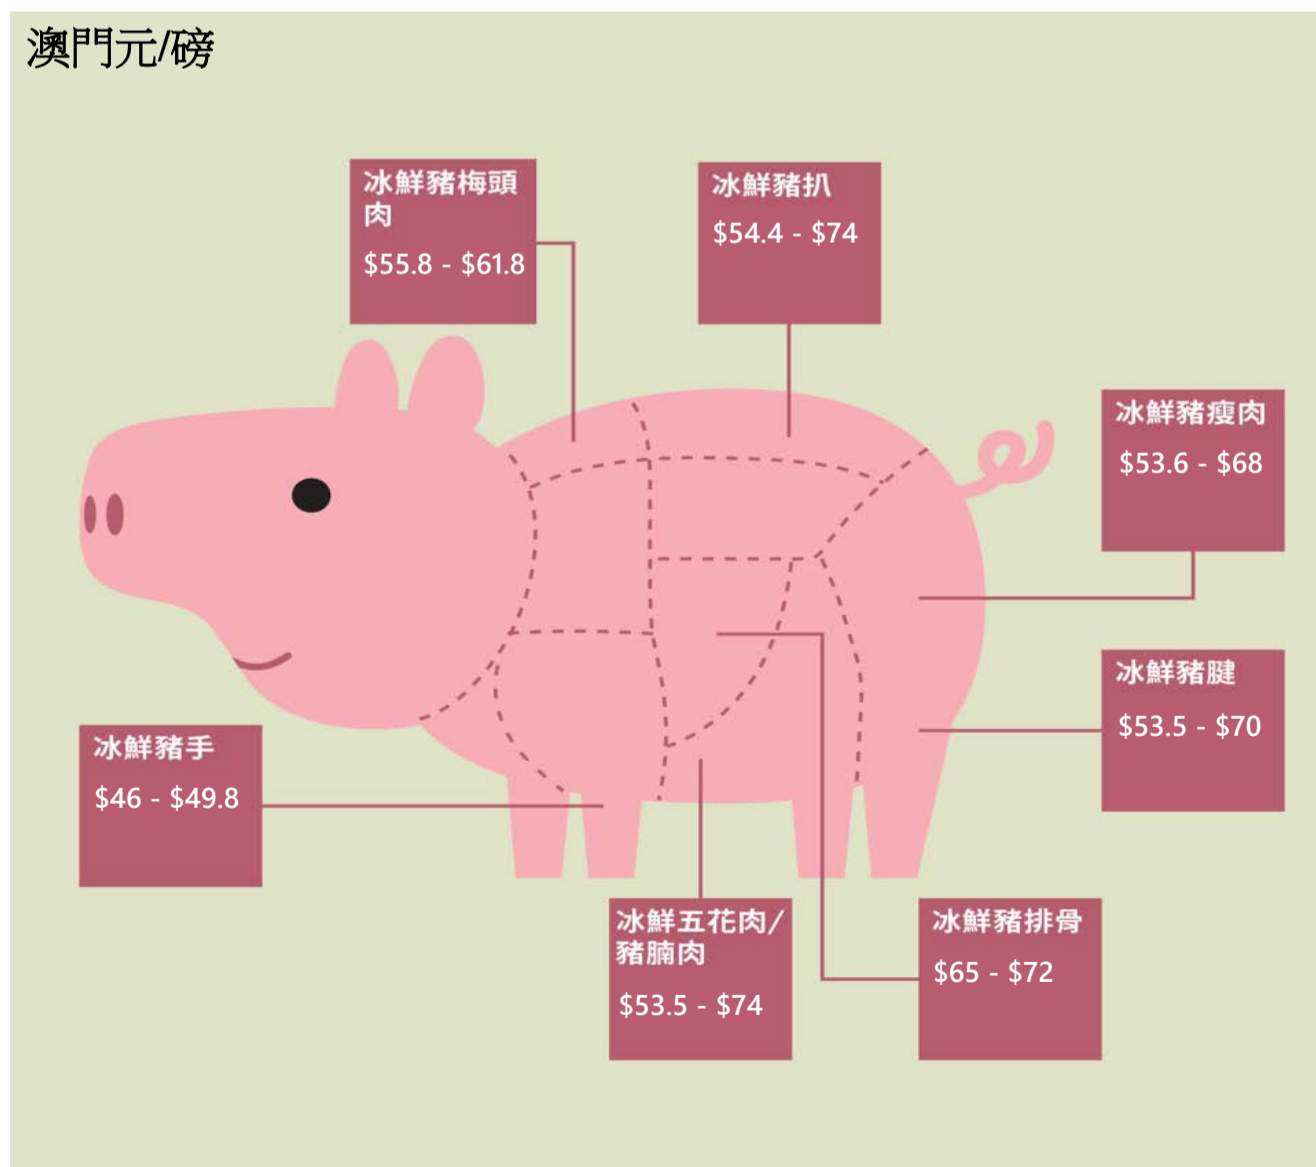 澳門元/磅
冰鮮豬梅頭
肉
$55.8 - $61.8
冰鮮豬扒
$54.4 - $74
冰鮮豬瘦肉
$53.6 - $68
冰鮮豬腱
$53.5 - $70
冰鮮豬手
$46 - $49.8
冰鮮五花肉/
豬腩肉
$53.5 - $74
冰鮮豬排骨
$65 - $72